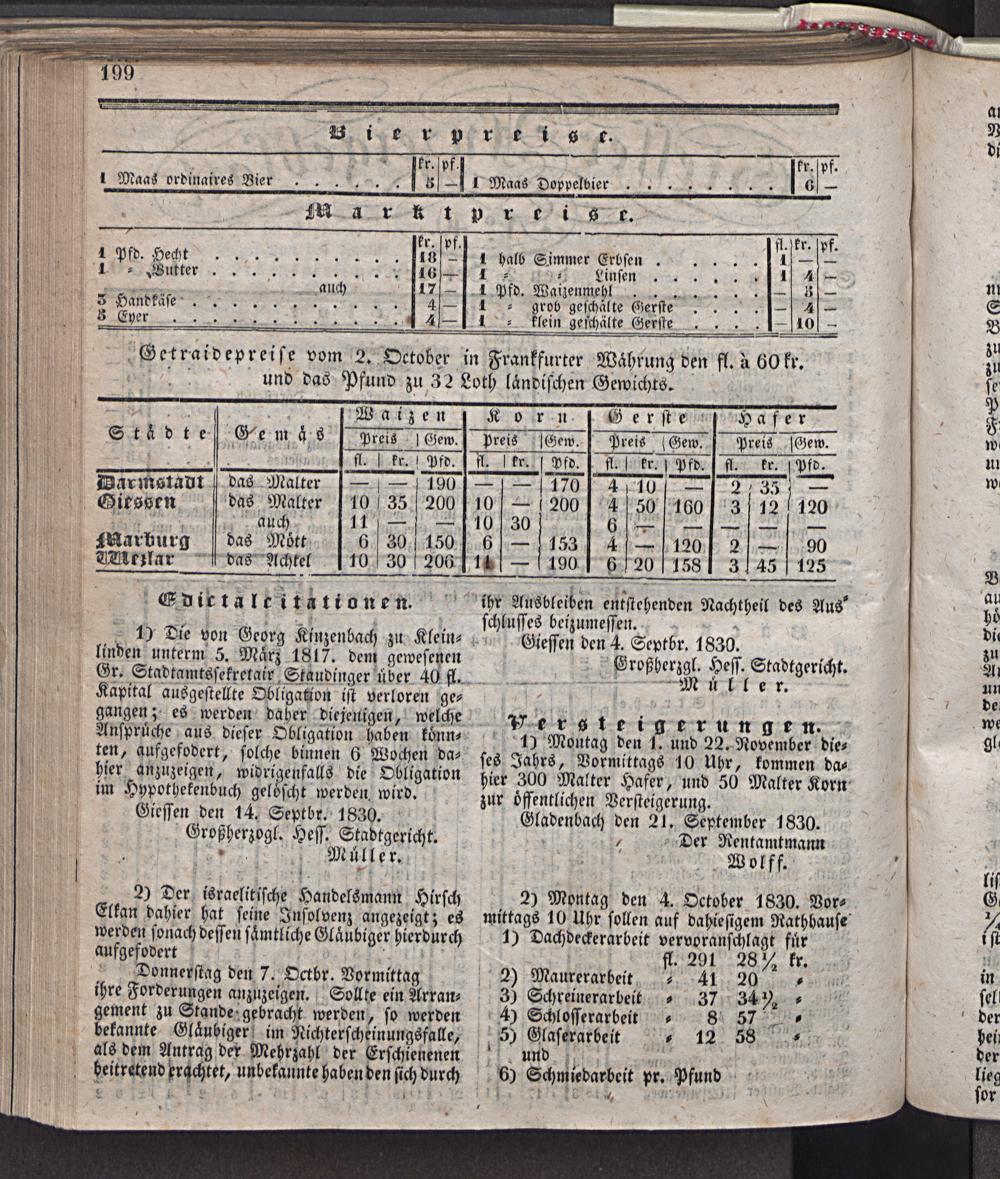 199
Bierpreise.
kr. pf. kr. pf.
1 Maas ordinaires Bier . . . . . . 5 — 1 Maas Doppelbier . . . . . . . . 6 —
Marktpreise.
kr. pf. fl. kr. pf.
1 Pfd. Hecht . . . . . . . . . . 18 — 1 halb Simmer Erbsen . . . . . 1 — —
1 „ Butter . . . . . . . . . . 16 — 1 „ „ Linsen . . . . . . 1 4 —
auch 17 — 1 Pfd. Waizenmehl . . . . . . . — 3 —
5 Handkäse . . . . . . . . . . 4 — 1 „ grob geschälte Gerste . . . . — 4 —
3 Eyer . . . . . . . . . . . . 4 — 1 „ klein geschälte Gerste . . . . — 10 —
Getraidepreise vom 2. October in Frankfurter Währung den fl. à 60 kr.
und das Pfund zu 32 Loth ländischen Gewichts.
Städte Gemäs Waizen Korn Gerste Hafer
Preis Gew. Preis Gew. Preis Gew. Preis Gew.
fl. kr. Pfd. fl. kr. Pfd. fl. kr. Pfd. fl. kr. Pfd.
Darmstadt das Malter — — 190 — — 170 4 10 — 2 35 —
Giessen das Malter 10 35 200 10 — 200 4 50 160 3 12 120
auch 11 — — 10 30 6 — — — — —
Marburg das Mött 6 30 150 6 — 153 4 — 120 2 — 90
Wezlar das Achtel 10 30 206 11 — 190 6 20 158 3 45 125
Edictalcitationen.
1) Die von Georg Kinzenbach zu Klein-
linden unterm 5. März 1817. dem gewesenen
Gr. Stadtamtssekretair Staudinger über 40 fl.
Kapital ausgestellte Obligation ist verloren ge-
gangen; es werden daher diejenigen, welche
Ansprüche aus dieser Obligation haben könn-
ten, aufgefodert, solche binnen 6 Wochen da-
hier anzuzeigen, widrigenfalls die Obligation
im Hypothekenbuch gelöscht werden wird.
Giessen den 14. Septbr. 1830.
Großherzogl. Hess. Stadtgericht.
Müller.
2) Der israelitische Handelsmann Hirsch
Elkan dahier hat seine Insolvenz angezeigt; es
werden sonach dessen sämtliche Gläubiger hierdurch
aufgefodert
Donnerstag den 7. Octbr. Vormittag
ihre Forderungen anzuzeigen. Sollte ein Arran-
gement zu Stande gebracht werden, so werden
bekannte Gläubiger im Nichterscheinungsfalle,
als dem Antrag der Mehrzahl der Erschienenen
beitretend erachtet, unbekannte haben den sich durch
ihr Ausbleiben entstehenden Nachtheil des Aus-
schlusses beizumessen.
Giessen den 4. Septbr. 1830.
Großherzgl. Hess. Stadtgericht.
Müller.
Versteigerungen.
1) Montag den 1. und 22. November die-
ses Jahrs, Vormittags 10 Uhr, kommen da-
hier 300 Malter Hafer, und 50 Malter Korn
zur öffentlichen Versteigerung.
Gladenbach den 21. September 1830.
Der Rentamtmann
Wolff.
2) Montag den 4. October 1830. Vor-
mittags 10 Uhr sollen auf dahiesigem Rathhause
1) Dachdeckerarbeit vervoranschlagt für
fl. 291 28½ kr.
2) Maurerarbeit „ 41 20 „
3) Schreinerarbeit „ 37 34½ „
4) Schlosserarbeit „ 8 57 „
5) Glaserarbeit „ 12 58 „
und
6) Schmiedarbeit pr. Pfund